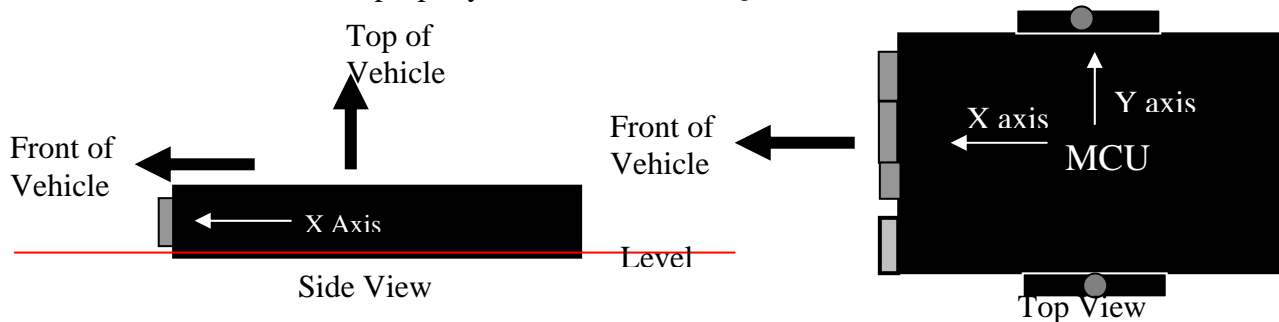 Top of
Vehicle
Front of
Vehicle
X Axis
Level
Side View
Front of
Vehicle
X axis
Y axis
MCU
Top View